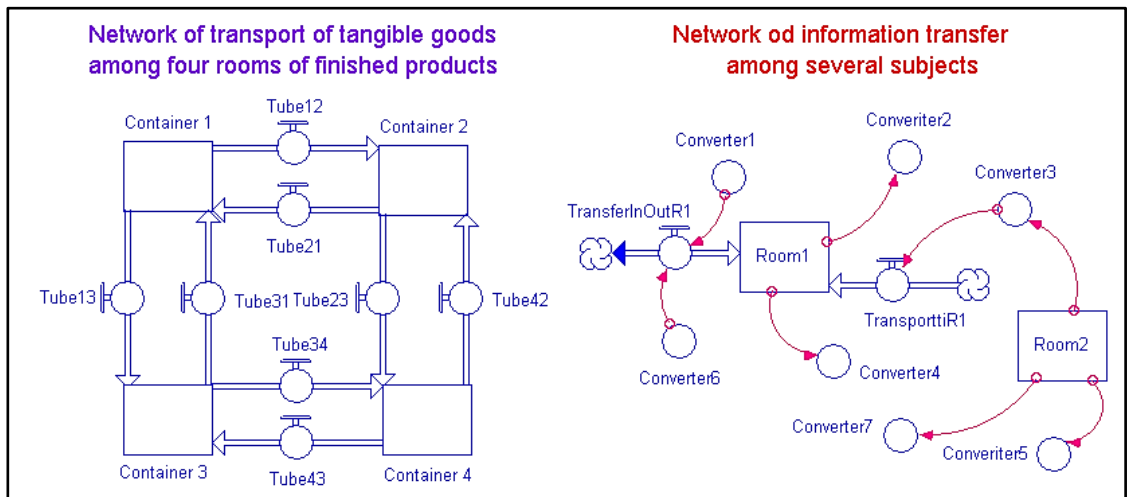 Network of transport of tangible goods
among four rooms of finished products
Tube12
Container 1
Container 2
Tube21
Tube13
Tube31
Tube23
Tube42
Tube34
Container 3
Tube43
Container 4
Network od information transfer
among several subjects
Converiter2
Converter1
Converter3
TransferInOutR1
Room1
TransporttiR1
Room2
Converter6
Converter4
Converter7
Converiter5